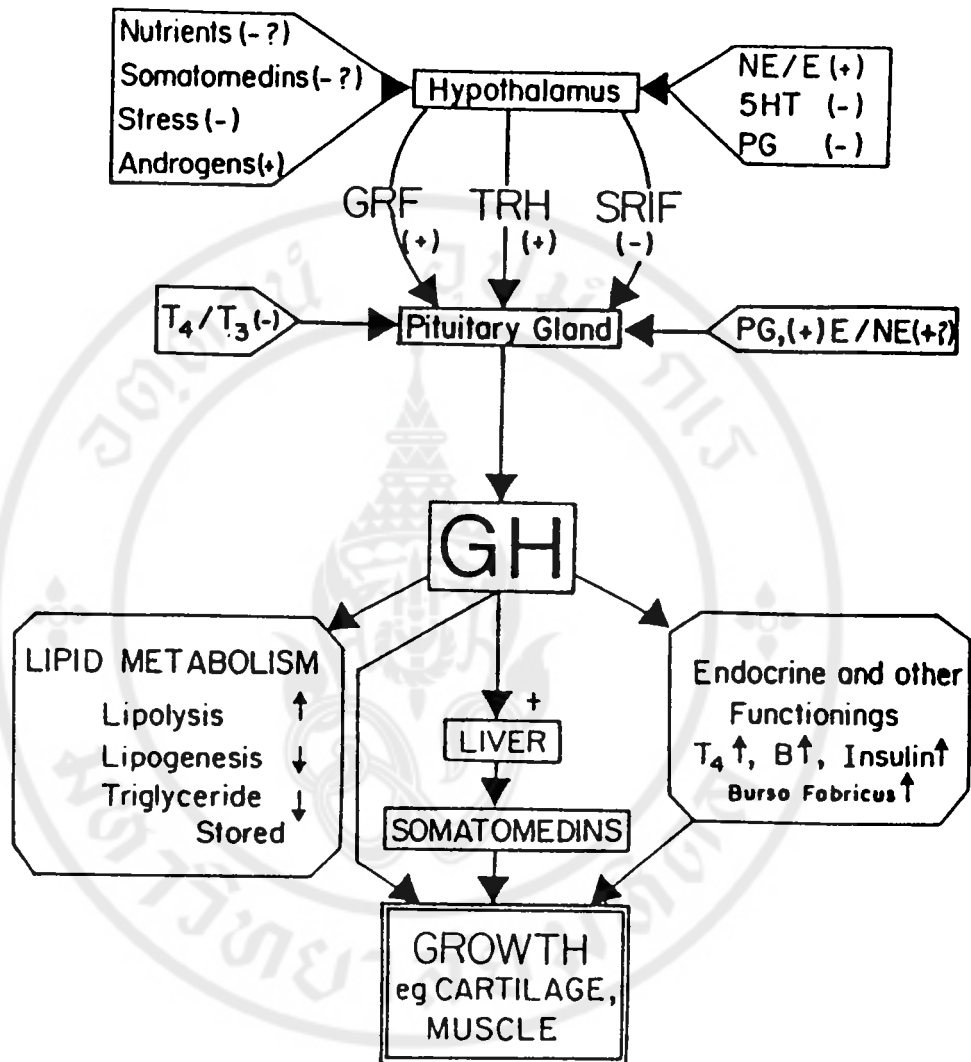 Nutrients (-?)
Somatomedins (-?)
Stress (-)
Androgens (+)
Hypothalamus
NE/E (+)
5HT (-)
PG (-)
GRF
(+)
TRH
(+)
SRIF
(-)
T4/T3 (-)
Pituitary Gland
PG,(+) E/NE(+?)
GH
LIPID METABOLISM
Lipolysis ↑
Lipogenesis ↓
Triglyceride ↓
Stored
+
LIVER
SOMATOMEDINS
Endocrine and other
Functionings
T4 ↑, B↑, Insulin↑
Bursa Fabricus ↑
GROWTH
eg CARTILAGE,
MUSCLE